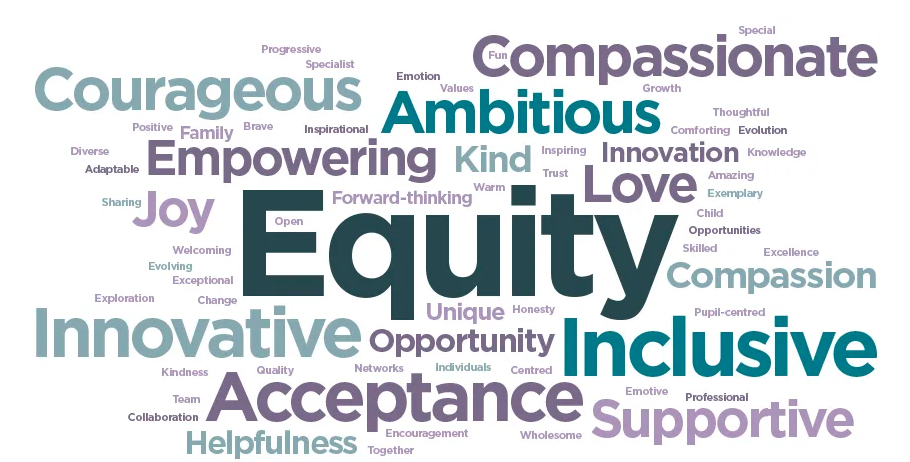 Special
Progressive
Fun
Compassionate
Specialist
Courageous
Emotion
Values
Growth
Ambitious
Thoughtful
Positive
Family
Brave
Inspirational
Comforting
Evolution
Diverse
Empowering
Kind
Inspiring
Innovation
Knowledge
Adaptable
Trust
Amazing
Warm
Love
Exemplary
Sharing
Joy
Forward-thinking
Child
Open
Equity
Opportunities
Welcoming
Skilled
Excellence
Evolving
Exceptional
Compassion
Exploration
Change
Unique
Honesty
Pupil-centred
Innovative
Opportunity
Inclusive
Kindness
Quality
Networks
Individuals
Centred
Team
Acceptance
Emotive
Professional
Collaboration
Supportive
Helpfulness
Encouragement
Wholesome
Together